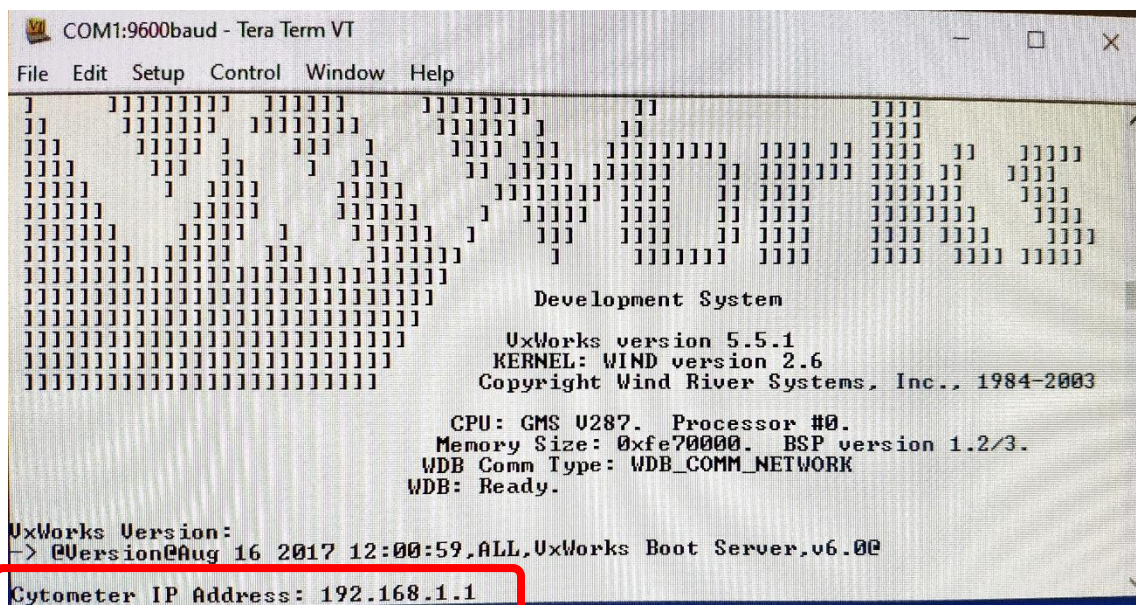 COM1:9600baud - Tera Term VT
File Edit Setup Control Window Help
Development System
VxWorks version 5.5.1
KERNEL: WIND version 2.6
Copyright Wind River Systems, Inc., 1984-2003
CPU: GMS V287. Processor #0.
Memory Size: 0xfe70000. BSP version 1.2/3.
WDB Comm Type: WDB_COMM_NETWORK
WDB: Ready.
VxWorks Version:
-> @Version@Aug 16 2017 12:00:59,ALL,VxWorks Boot Server,v6.0@
Cytometer IP Address: 192.168.1.1